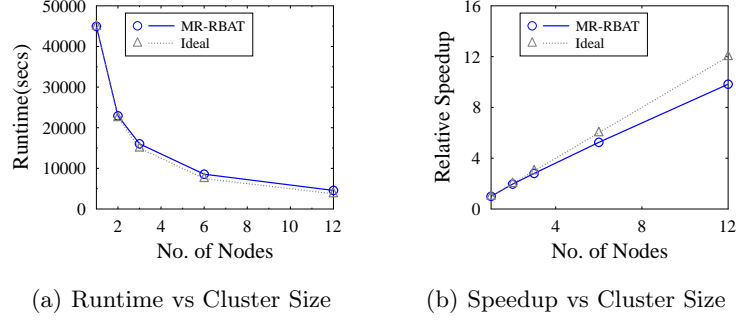 50000
40000
30000
20000
10000
0
Runtime(secs)
MR-RBAT
Ideal
2 4 6 8 10 12
No. of Nodes
(a) Runtime vs Cluster Size
16
12
8
4
0
Relative Speedup
MR-RBAT
Ideal
4 8 12
No. of Nodes
(b) Speedup vs Cluster Size